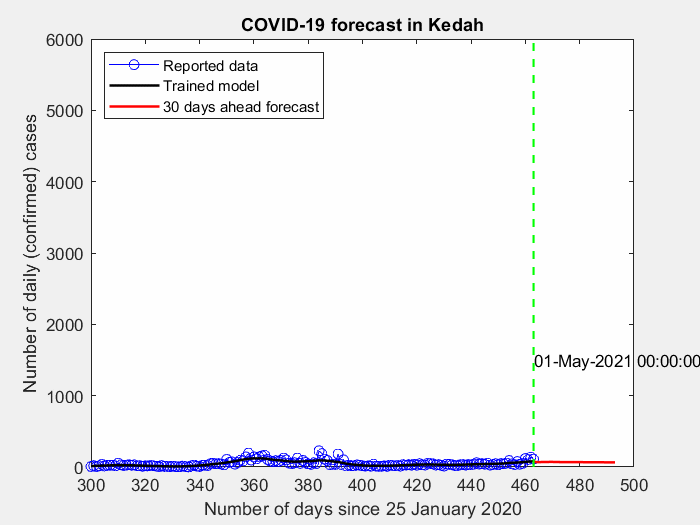 COVID-19 forecast in Kedah
Number of daily (confirmed) cases
6000
5000
4000
3000
2000
1000
0
Reported data
Trained model
30 days ahead forecast
01-May-2021 00:00:00
300 320 340 360 380 400 420 440 460 480 500
Number of days since 25 January 2020